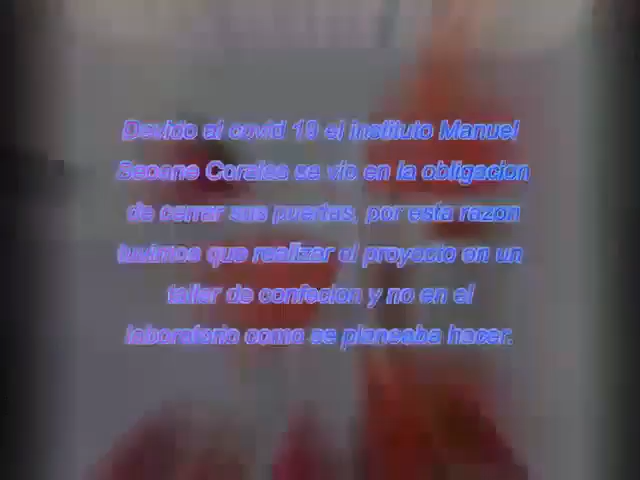 Devido al covid 19 el instituto Manuel
Seoane Corales se vio en la obligacion
de cerrar sus puertas, por esta razon
tuvimos que realizar el proyecto en un
taller de confecion y no en el
laboratorio como se planeaba hacer.